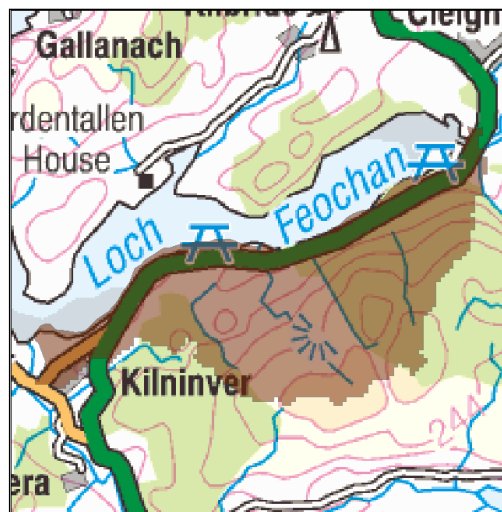 Gallanach
rdentallen
House
Loch
Feochan
Kilninver
244
era